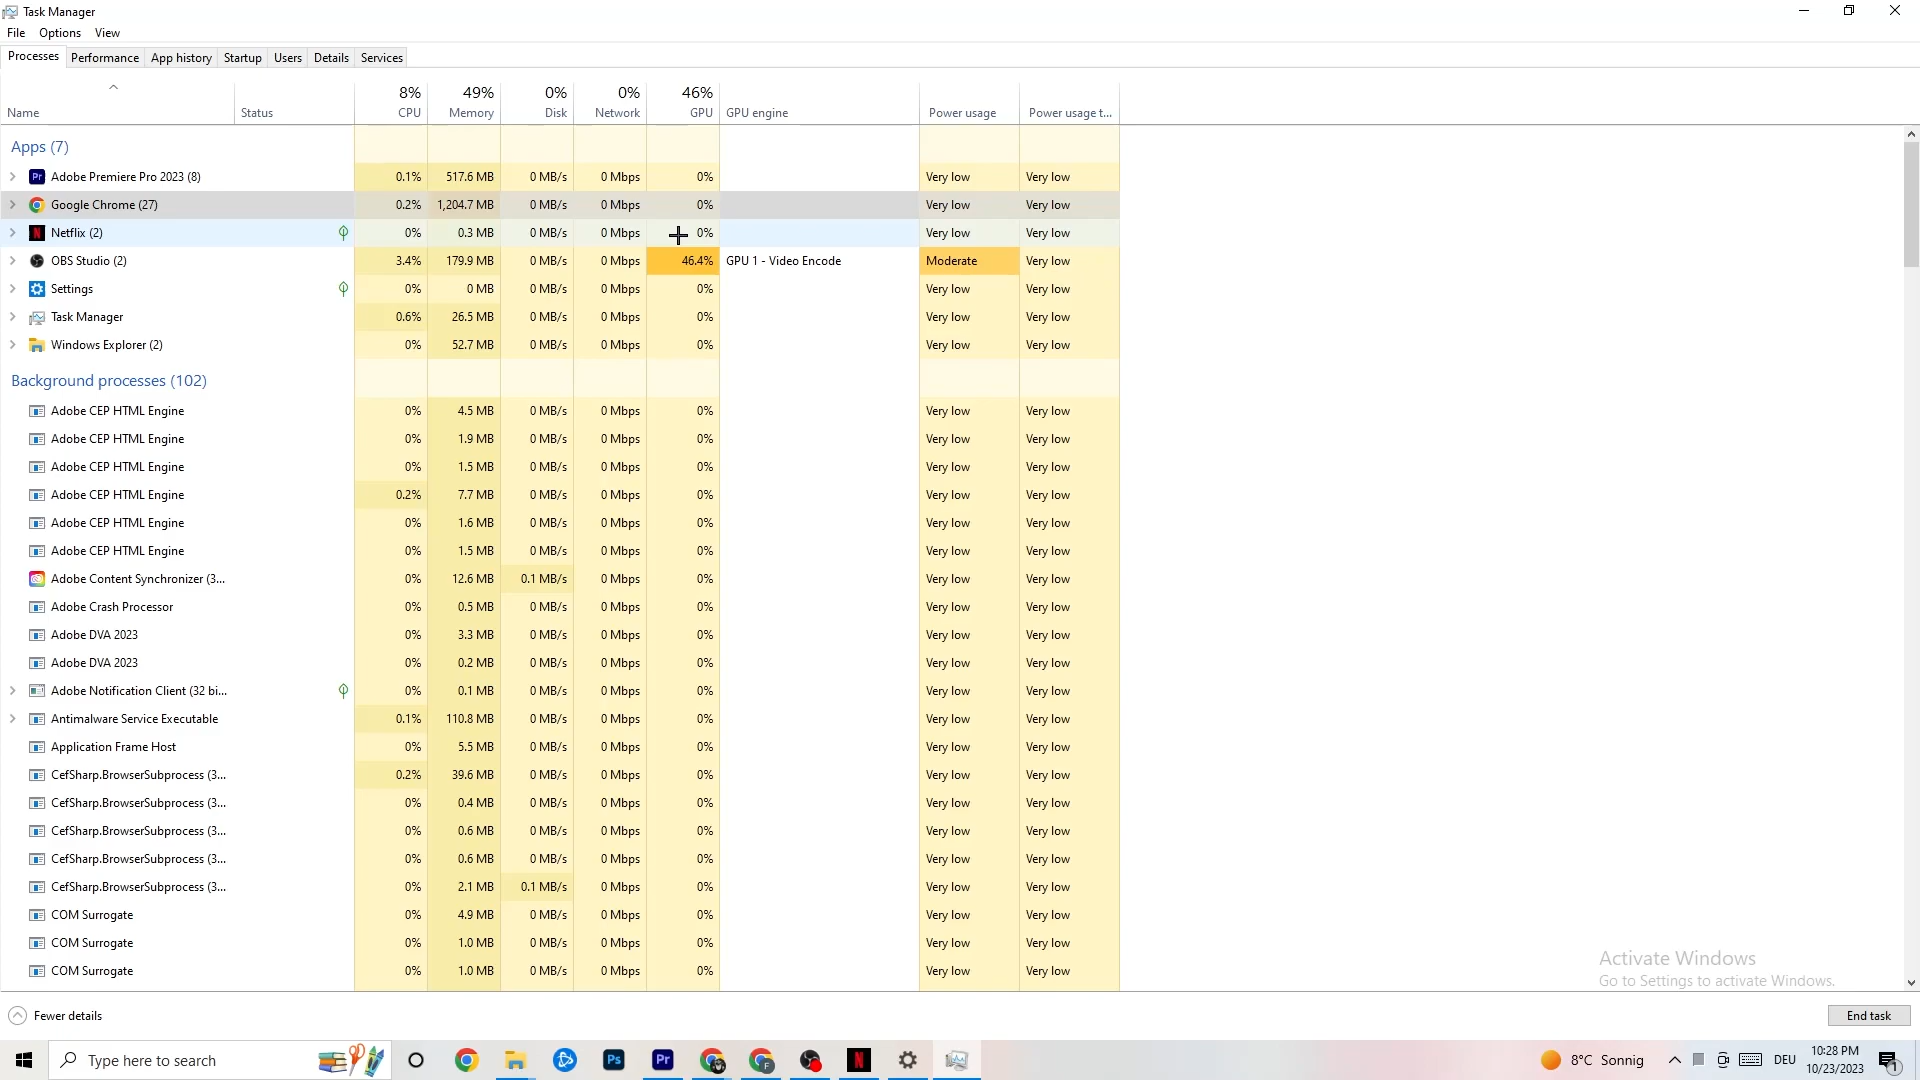 Task Manager
File Options View
Processes Performance App history Startup Users Details Services
8% 49% 0% 0% 46%
Name Status CPU Memory Disk Network GPU GPU engine Power usage Power usage t...
Apps (7)
Pr Adobe Premiere Pro 2023 (8) 0.1% 517.6 MB 0 MB/s 0 Mbps 0% Very low Very low
Google Chrome (27) 0.2% 1,204.7 MB 0 MB/s 0 Mbps 0% Very low Very low
N Netflix (2) 0% 0.3 MB 0 MB/s 0 Mbps 0% Very low Very low
OBS Studio (2) 3.4% 179.9 MB 0 MB/s 0 Mbps 46.4% GPU 1 - Video Encode Moderate Very low
Settings 0% 0 MB 0 MB/s 0 Mbps 0% Very low Very low
Task Manager 0.6% 26.5 MB 0 MB/s 0 Mbps 0% Very low Very low
Windows Explorer (2) 0% 52.7 MB 0 MB/s 0 Mbps 0% Very low Very low
Background processes (102)
Adobe CEP HTML Engine 0% 4.5 MB 0 MB/s 0 Mbps 0% Very low Very low
Adobe CEP HTML Engine 0% 1.9 MB 0 MB/s 0 Mbps 0% Very low Very low
Adobe CEP HTML Engine 0% 1.5 MB 0 MB/s 0 Mbps 0% Very low Very low
Adobe CEP HTML Engine 0.2% 7.7 MB 0 MB/s 0 Mbps 0% Very low Very low
Adobe CEP HTML Engine 0% 1.6 MB 0 MB/s 0 Mbps 0% Very low Very low
Adobe CEP HTML Engine 0% 1.5 MB 0 MB/s 0 Mbps 0% Very low Very low
Adobe Content Synchronizer (3... 0% 12.6 MB 0.1 MB/s 0 Mbps 0% Very low Very low
Adobe Crash Processor 0% 0.5 MB 0 MB/s 0 Mbps 0% Very low Very low
Adobe DVA 2023 0% 3.3 MB 0 MB/s 0 Mbps 0% Very low Very low
Adobe DVA 2023 0% 0.2 MB 0 MB/s 0 Mbps 0% Very low Very low
Adobe Notification Client (32 bi... 0% 0.1 MB 0 MB/s 0 Mbps 0% Very low Very low
Antimalware Service Executable 0.1% 110.8 MB 0 MB/s 0 Mbps 0% Very low Very low
Application Frame Host 0% 5.5 MB 0 MB/s 0 Mbps 0% Very low Very low
CefSharp.BrowserSubprocess (3... 0.2% 39.6 MB 0 MB/s 0 Mbps 0% Very low Very low
CefSharp.BrowserSubprocess (3... 0% 0.4 MB 0 MB/s 0 Mbps 0% Very low Very low
CefSharp.BrowserSubprocess (3... 0% 0.6 MB 0 MB/s 0 Mbps 0% Very low Very low
CefSharp.BrowserSubprocess (3... 0% 0.6 MB 0 MB/s 0 Mbps 0% Very low Very low
CefSharp.BrowserSubprocess (3... 0% 2.1 MB 0.1 MB/s 0 Mbps 0% Very low Very low
COM Surrogate 0% 4.9 MB 0 MB/s 0 Mbps 0% Very low Very low
COM Surrogate 0% 1.0 MB 0 MB/s 0 Mbps 0% Very low Very low
COM Surrogate 0% 1.0 MB 0 MB/s 0 Mbps 0% Very low Very low
Activate Windows
Go to Settings to activate Windows.
Fewer details End task
Type here to search Ps Pr F N 8°C Sonnig DEU 10:28 PM
10/23/2023 1